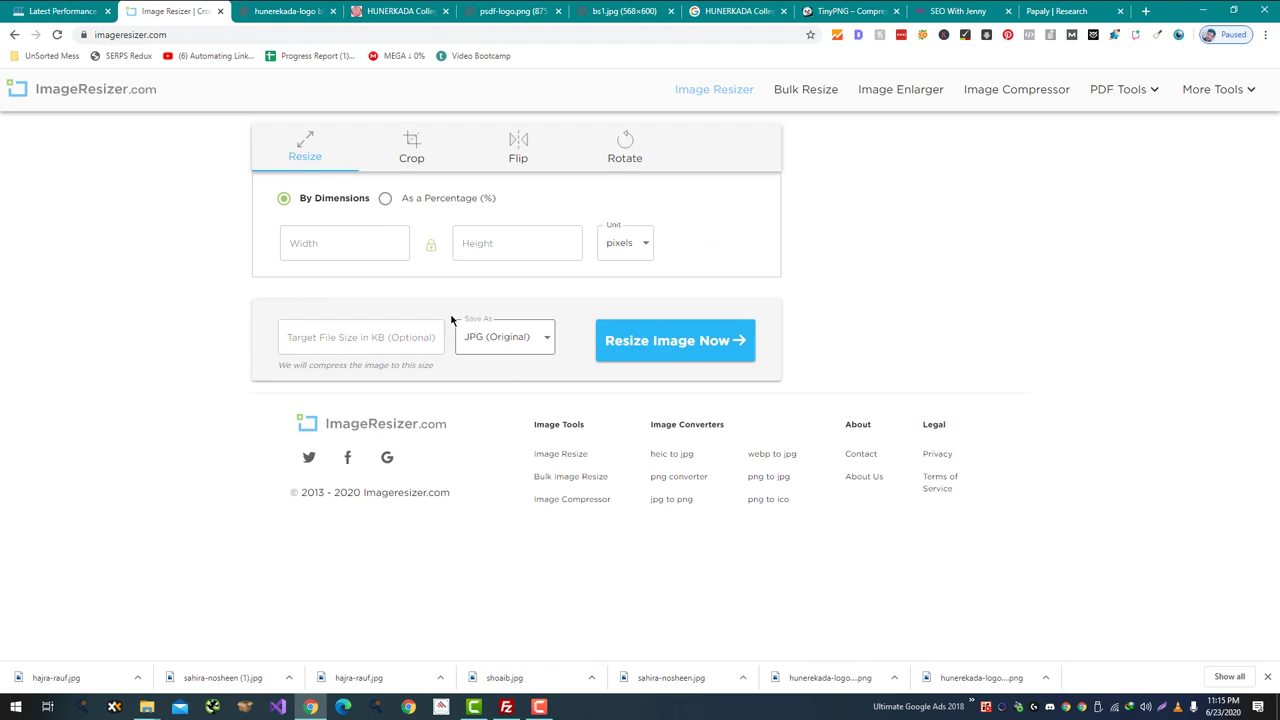 Latest Performance
Image Resizer | Cro
hunerekada-logo b
HUNERKADA Colle
psdf-logo.png (875
bs1.jpg (568×600)
HUNERKADA Colle
TinyPNG – Compre
SEO With Jenny
Papaly | Research
imageresizer.com
Paused
UnSorted Mess
SERPS Redux
(6) Automating Link...
Progress Report (1)...
MEGA ↓ 0%
Video Bootcamp
ImageResizer.com
Image Resizer
Bulk Resize
Image Enlarger
Image Compressor
PDF Tools
More Tools
Resize
Crop
Flip
Rotate
By Dimensions
As a Percentage (%)
Width
Height
Unit
pixels
Target File Size in KB (Optional)
Save As
JPG (Original)
Resize Image Now
We will compress the image to this size
ImageResizer.com
© 2013 - 2020 Imageresizer.com
Image Tools
Image Resize
Bulk Image Resize
Image Compressor
Image Converters
heic to jpg
webp to jpg
png converter
png to jpg
jpg to png
png to ico
About
Contact
About Us
Legal
Privacy
Terms of
Service
hajra-rauf.jpg
sahira-nosheen (1).jpg
hajra-rauf.jpg
shoaib.jpg
sahira-nosheen.jpg
hunerekada-logo....png
hunerekada-logo....png
Show all
Ultimate Google Ads 2018
11:15 PM
6/23/2020